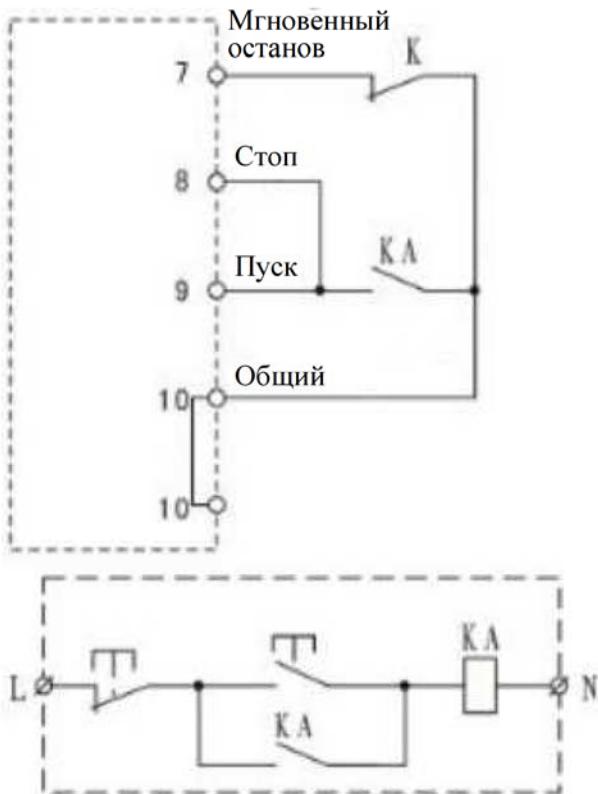 Мгновенный
останов
7
K
Стоп
8
KA
Пуск
9
Общий
10
10
KA
L
N
KA